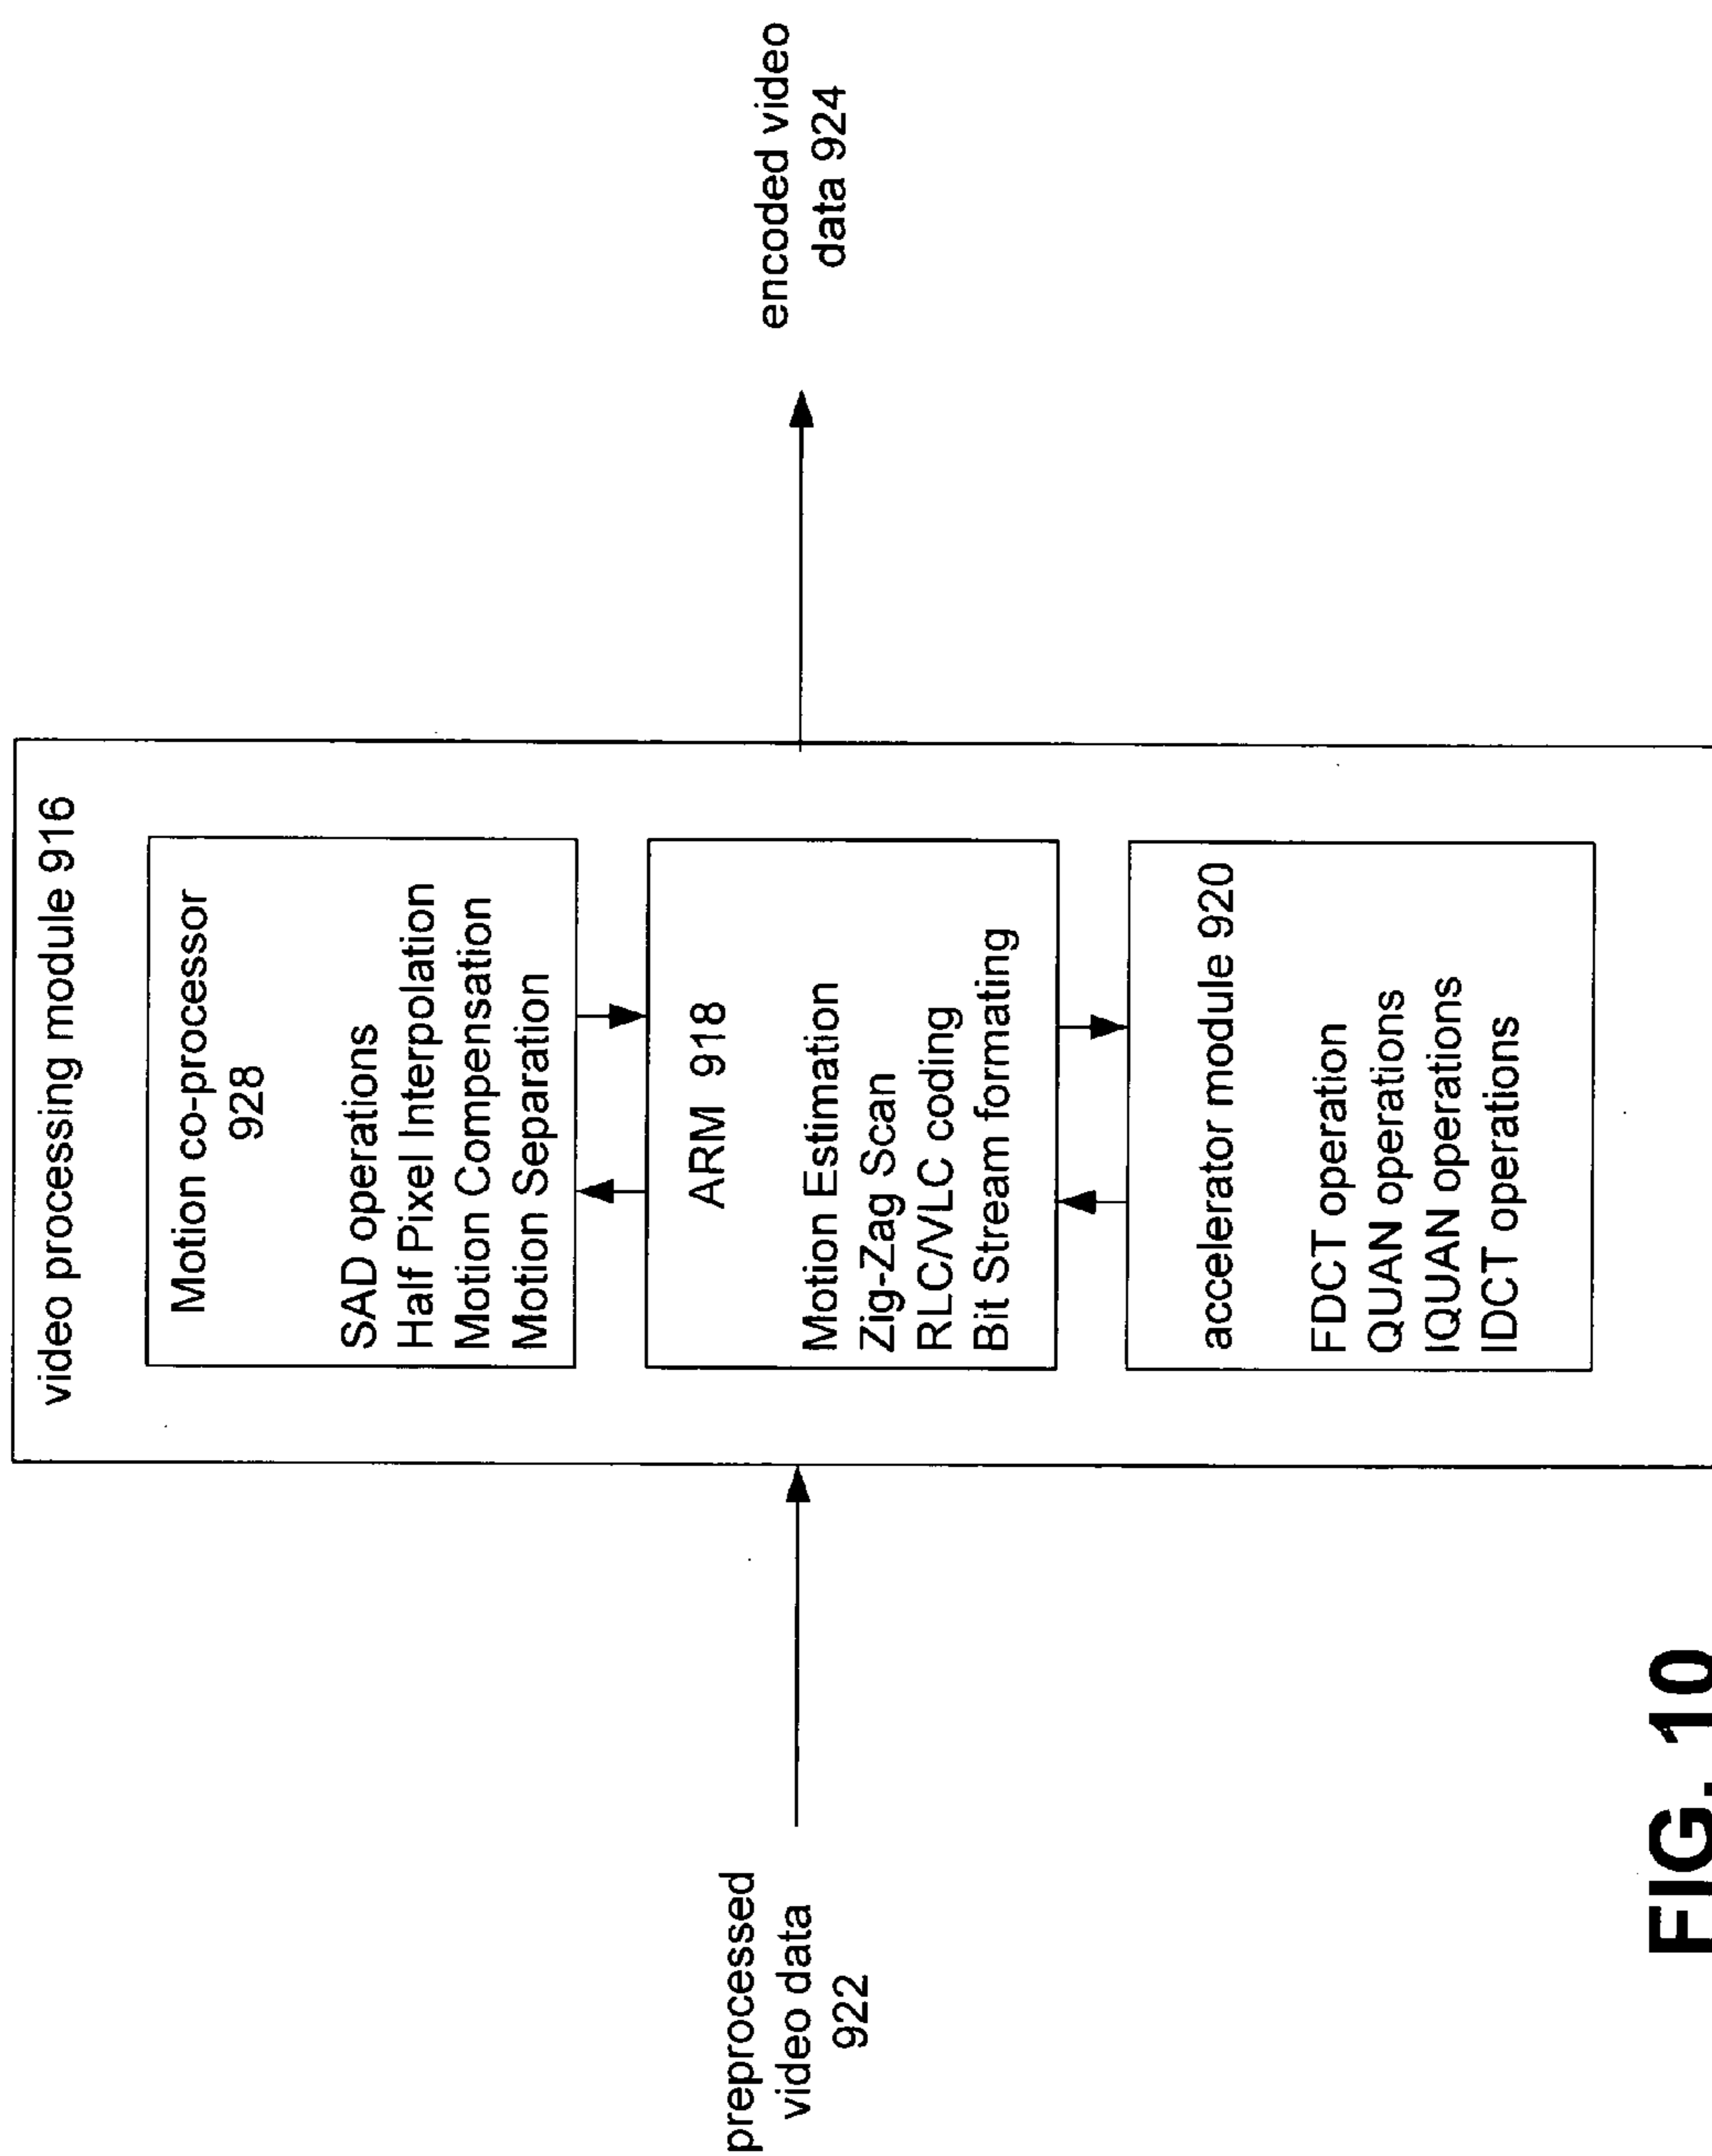 video processing module 916
Motion co-processor
928
SAD operations
Half Pixel Interpolation
Motion Compensation
Motion Separation
ARM 918
Motion Estimation
Zig-Zag Scan
RLC/VLC coding
Bit Stream formating
accelerator module 920
FDCT operation
QUAN operations
IQUAN operations
IDCT operations
preprocessed
video data
922
encoded video
data 924
FIG. 10